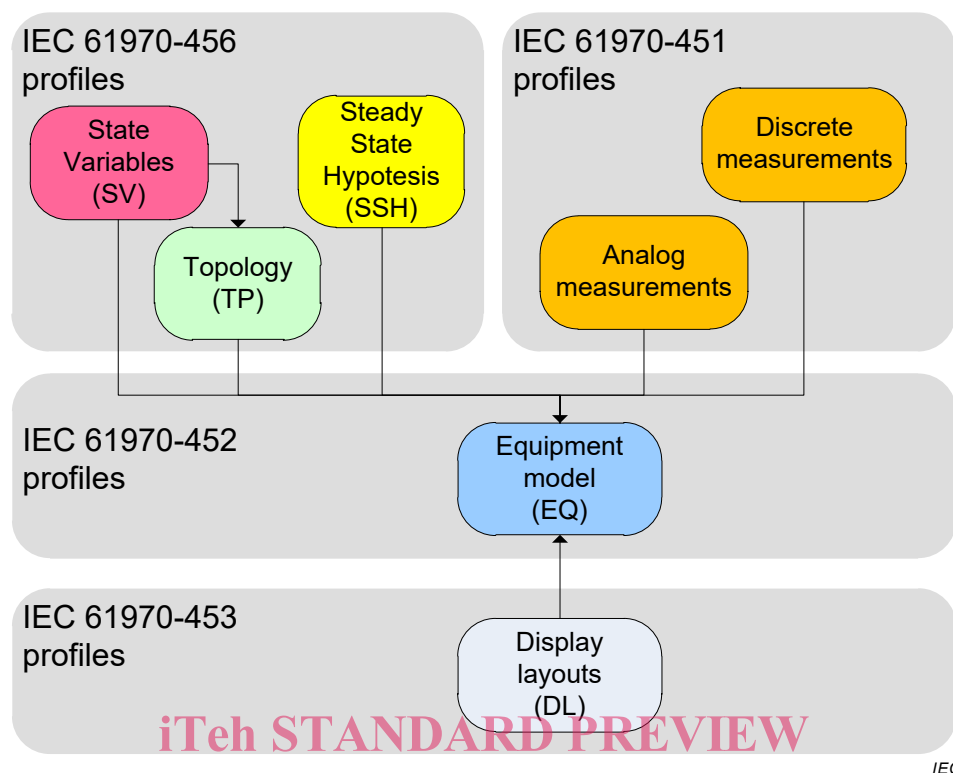 IEC 61970-456
profiles
State
Variables
(SV)
Steady
State
Hypotesis
(SSH)
Topology
(TP)
IEC 61970-451
profiles
Discrete
measurements
Analog
measurements
IEC 61970-452
profiles
Equipment
model
(EQ)
IEC 61970-453
profiles
Display
layouts
(DL)
iTeh STANDARD PREVIEW
IEC